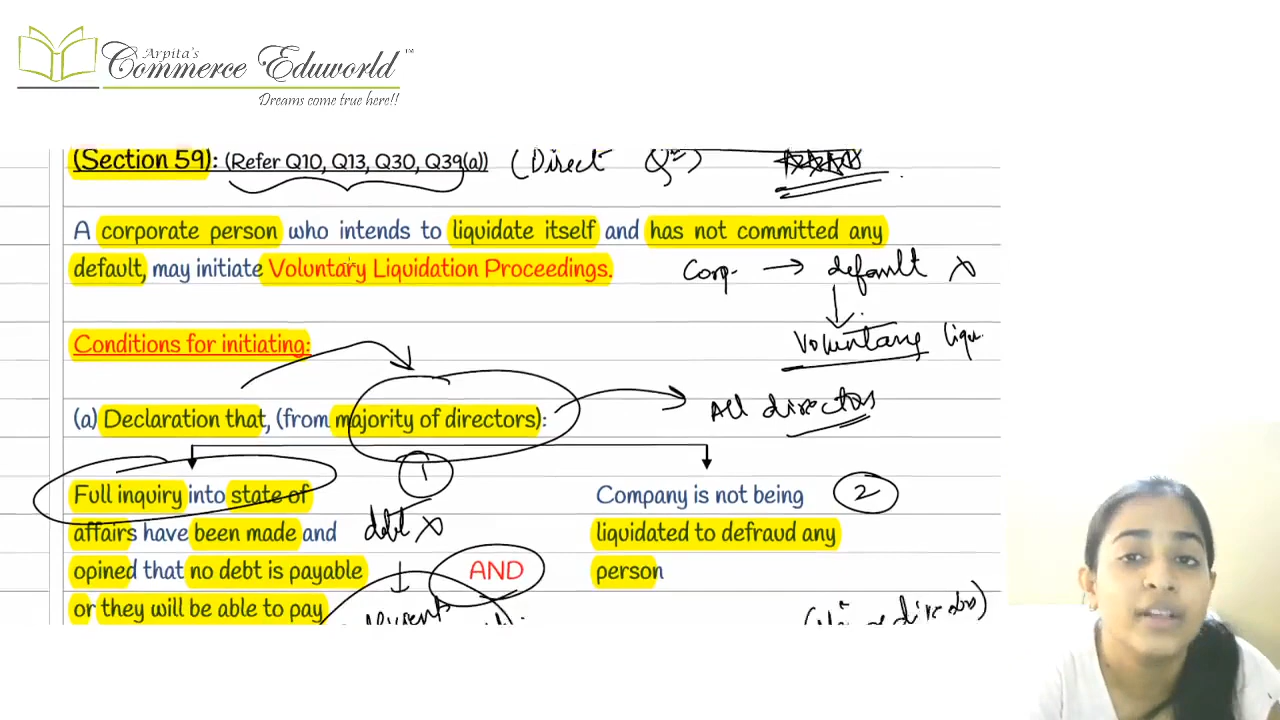 Arpita's
Commerce Eduworld™
Dreams come true here!!
(Section 59): (Refer Q10, Q13, Q30, Q39(a)) (Direct Qns)
A corporate person who intends to liquidate itself and has not committed any
default, may initiate Voluntary Liquidation Proceedings.
Corp. → default x
Voluntary liqu
Conditions for initiating:
(a) Declaration that, (from majority of directors):
All directors
1
Full inquiry into state of
affairs have been made and
opined that no debt is payable
or they will be able to pay
debt x
AND
Company is not being
liquidated to defraud any
person
2